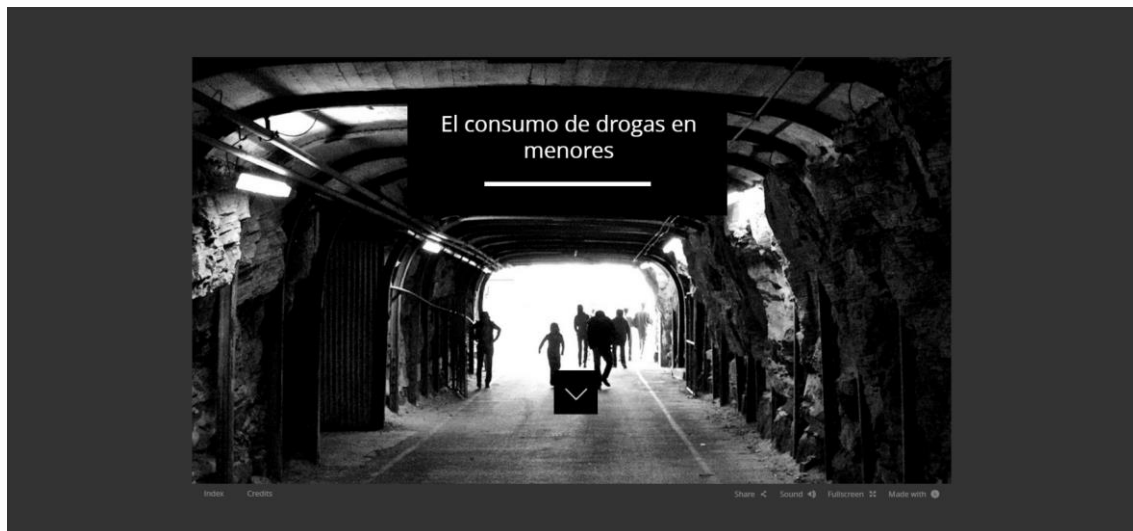 El consumo de drogas en
menores
Index Credits Share Sound Fullscreen Made with